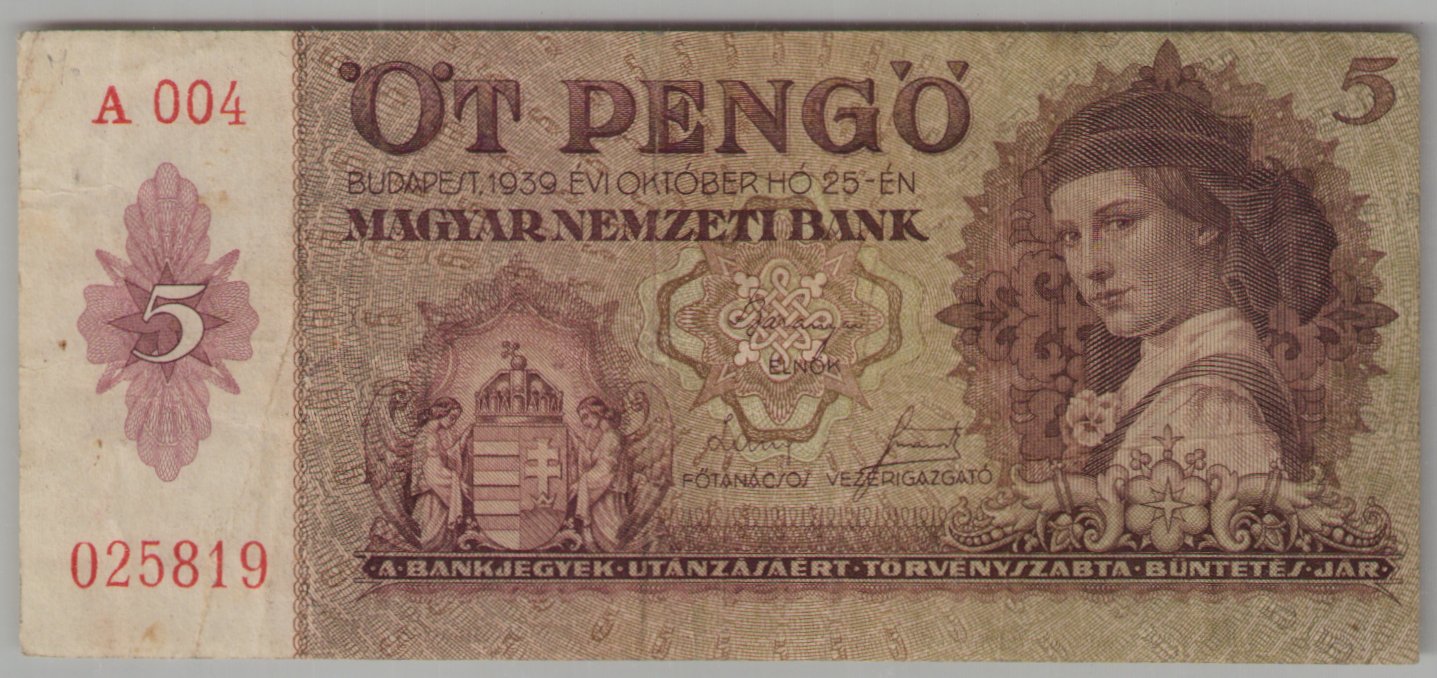 A 004
5
025819
ÖT PENGŐ
5
BUDAPEST, 1939. ÉVI OKTÓBER HÓ 25-ÉN
MAGYAR NEMZETI BANK
ELNÖK
FŐTANÁCSOS VEZÉRIGAZGATÓ
·A·BANKJEGYEK·UTÁNZÁSÁÉRT·TÖRVÉNYSZABTA·BÜNTETÉS·JÁR·